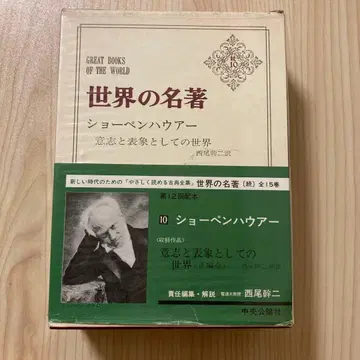 GREAT BOOKS
OF THE WORLD
続
10
世界の名著
ショーペンハウアー
意志と表象としての世界
西尾幹二訳
新しい時代のための「やさしく読める古典全集」世界の名著〔続〕全15巻
第12回配本
10 ショーペンハウアー
〈収録作品〉
意志と表象としての
世界
責任編集・解説 西尾幹二
中央公論社